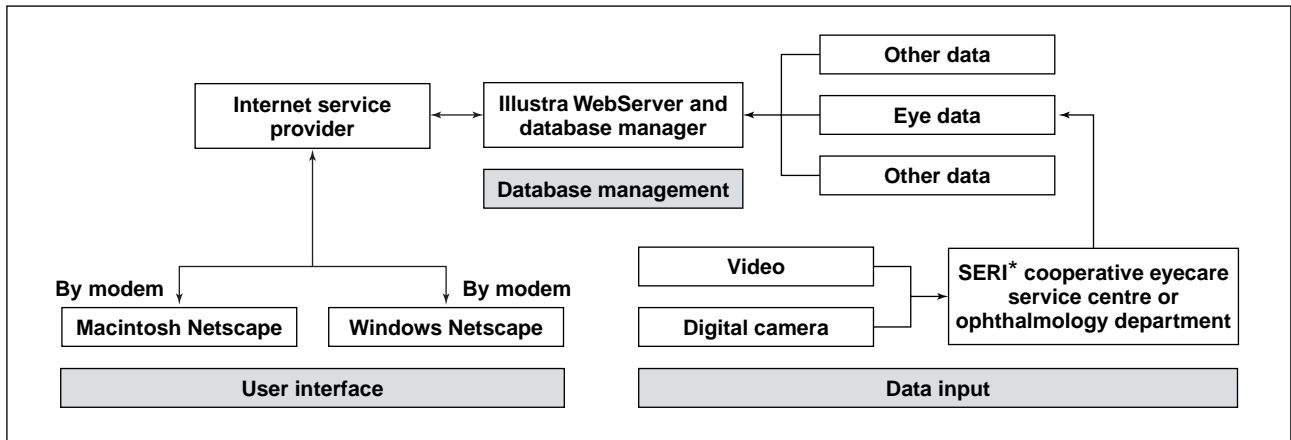 Other data
Internet service
provider
Illustra WebServer and
database manager
Eye data
Database management
Other data
By modem
By modem
Macintosh Netscape
Windows Netscape
User interface
Video
Digital camera
SERI* cooperative eyecare
service centre or
ophthalmology department
Data input